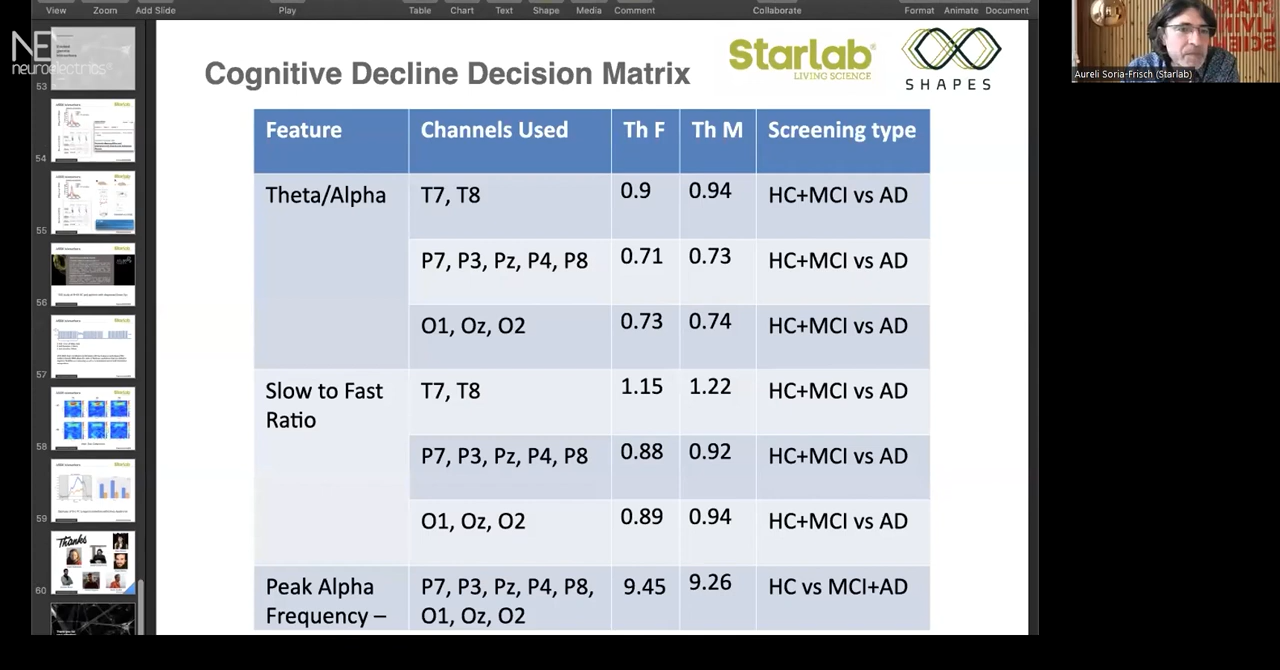 View Zoom Add Slide Play Table Chart Text Shape Media Comment Collaborate Format Animate Document
NE
neuroelectrics®
Aureli Soria-Frisch (Starlab)
Cognitive Decline Decision Matrix
Starlab®
LIVING SCIENCE
SHAPES
Feature Channels Used Th F Th M Screening type
Theta/Alpha T7, T8 0.9 0.94 HC+MCI vs AD
P7, P3, Pz, P4, P8 0.71 0.73 HC+MCI vs AD
O1, Oz, O2 0.73 0.74 HC+MCI vs AD
Slow to Fast T7, T8 1.15 1.22 HC+MCI vs AD
Ratio
P7, P3, Pz, P4, P8 0.88 0.92 HC+MCI vs AD
O1, Oz, O2 0.89 0.94 HC+MCI vs AD
Peak Alpha P7, P3, Pz, P4, P8, 9.45 9.26 HC vs MCI+AD
Frequency – O1, Oz, O2
53
54
55
56
57
58
59
Thanks
60